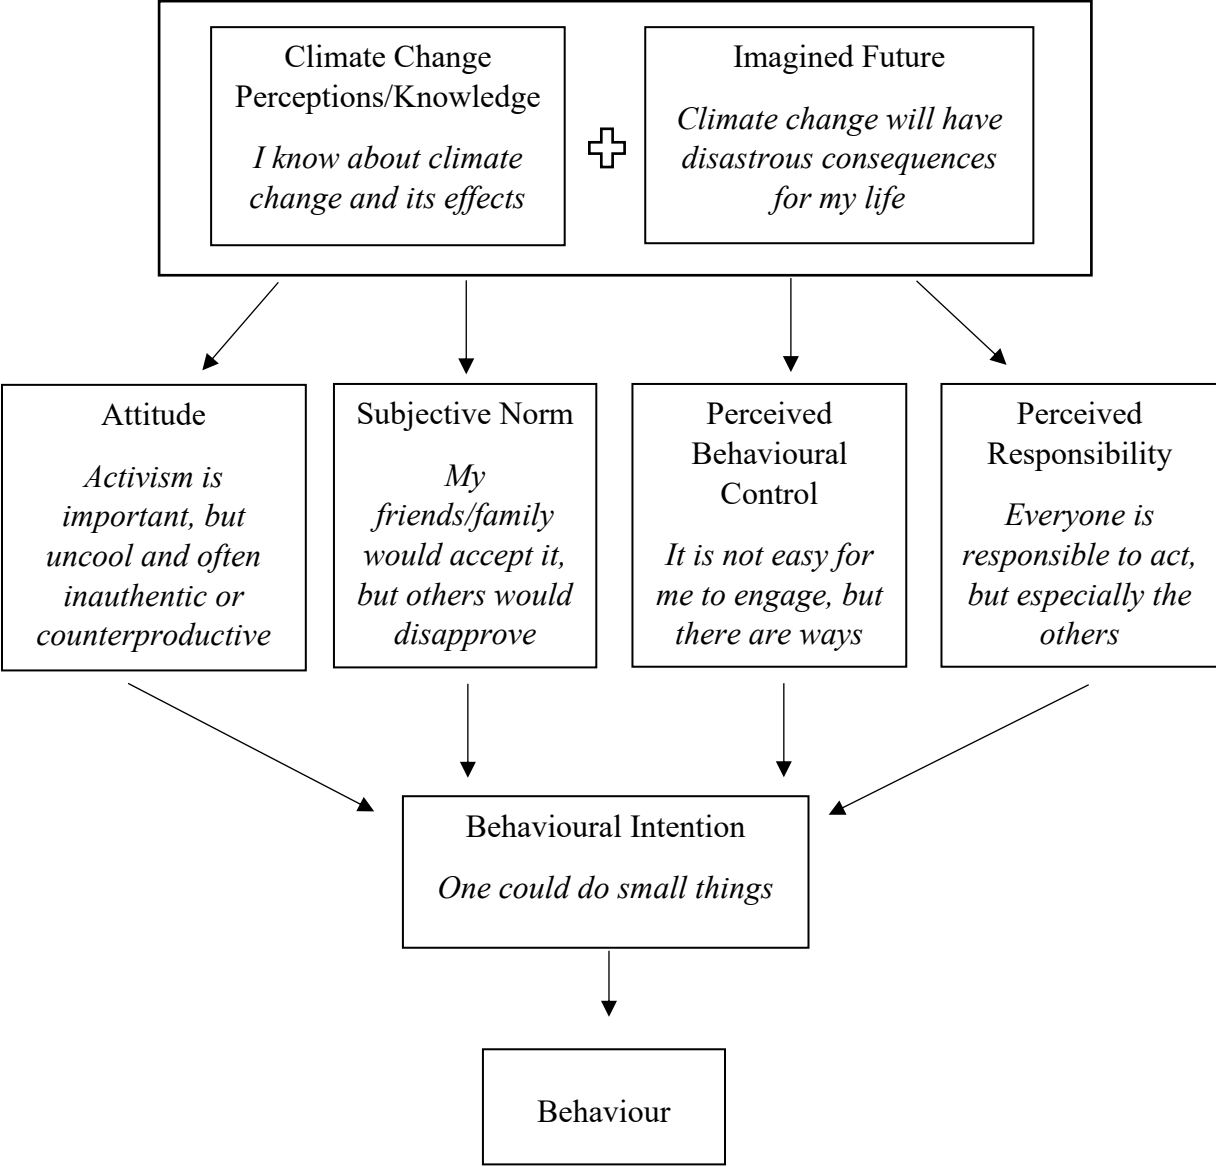 Climate Change
Perceptions/Knowledge
I know about climate
change and its effects
Imagined Future
Climate change will have
disastrous consequences
for my life
Attitude
Activism is
important, but
uncool and often
inauthentic or
counterproductive
Subjective Norm
My
friends/family
would accept it,
but others would
disapprove
Perceived
Behavioural
Control
It is not easy for
me to engage, but
there are ways
Perceived
Responsibility
Everyone is
responsible to act,
but especially the
others
Behavioural Intention
One could do small things
Behaviour